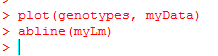 > plot(genotypes, myData)
> abline(myLm)
>